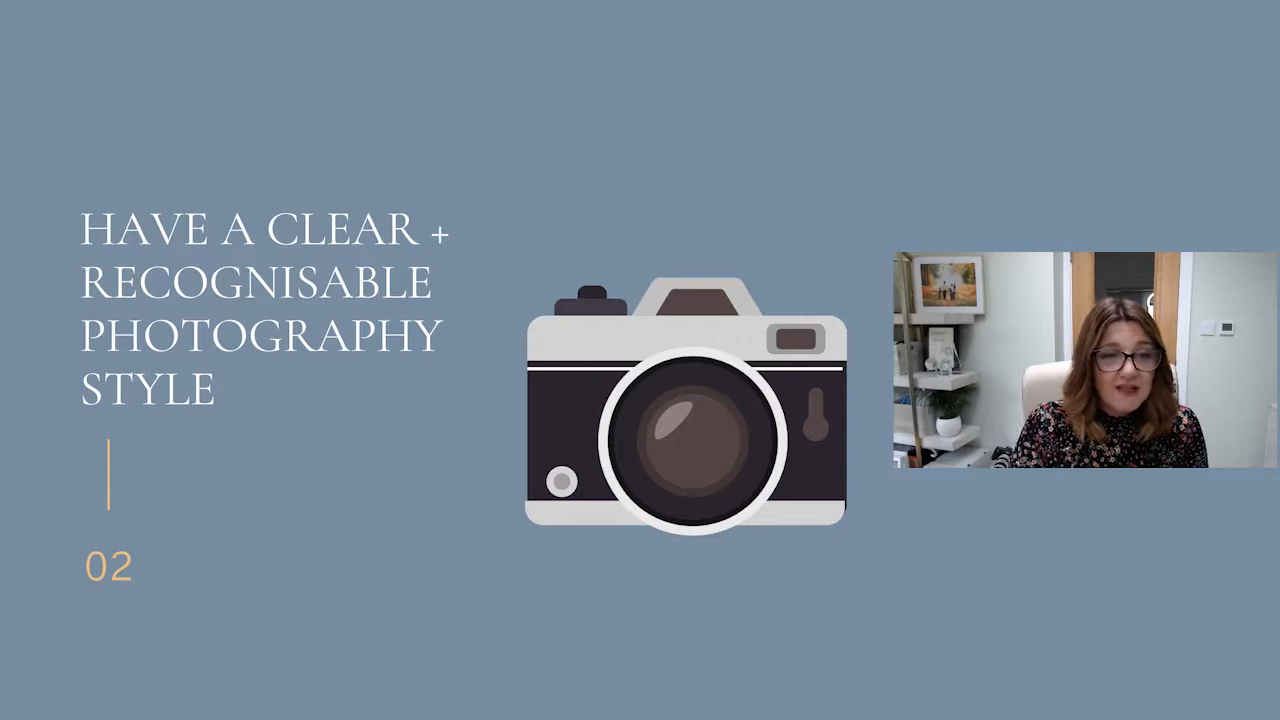 HAVE A CLEAR +
RECOGNISABLE
PHOTOGRAPHY
STYLE
02